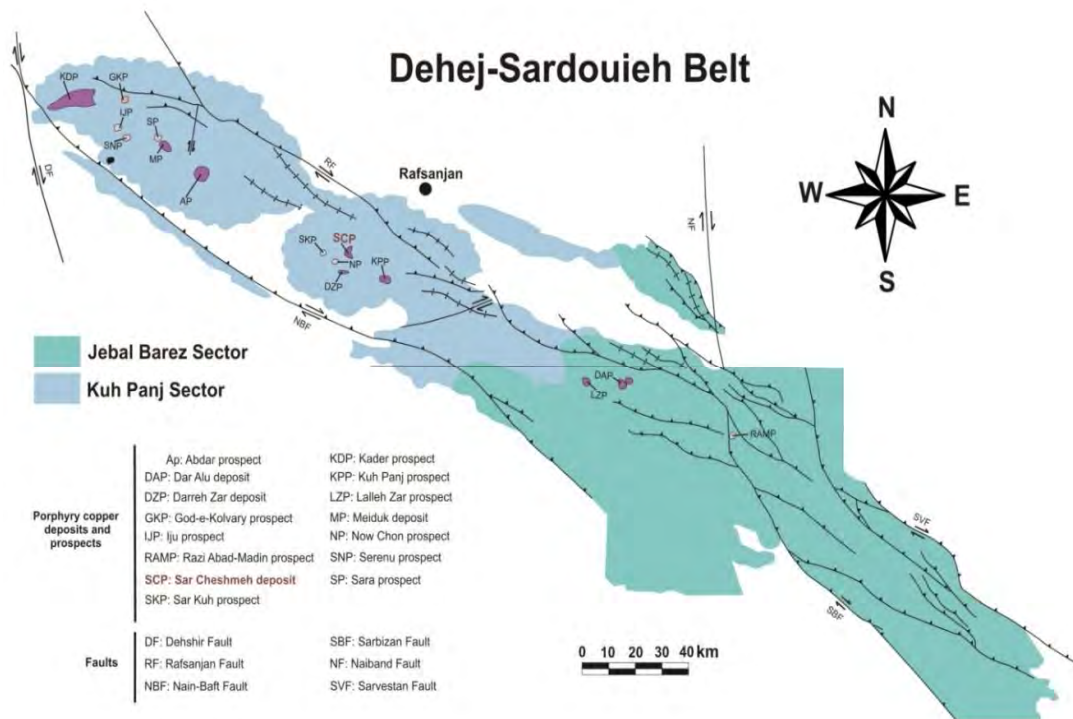 Dehej-Sardouieh Belt
KDP
GKP
IJP
SP
SNP
MP
DF
AP
RF
Rafsanjan
N
W
E
S
NF
SKP
SCP
NP
DZP
KPP
NBF
Jebal Barez Sector
Kuh Panj Sector
DAP
LZP
RAMP
SVF
SBF
Porphyry copper
deposits and
prospects
Ap: Abdar prospect
DAP: Dar Alu deposit
DZP: Darreh Zar deposit
GKP: God-e-Kolvary prospect
IJP: Iju prospect
RAMP: Razi Abad-Madin prospect
SCP: Sar Cheshmeh deposit
SKP: Sar Kuh prospect
KDP: Kader prospect
KPP: Kuh Panj prospect
LZP: Lalleh Zar prospect
MP: Meiduk deposit
NP: Now Chon prospect
SNP: Serenu prospect
SP: Sara prospect
Faults
DF: Dehshir Fault
RF: Rafsanjan Fault
NBF: Nain-Baft Fault
SBF: Sarbizan Fault
NF: Naiband Fault
SVF: Sarvestan Fault
0 10 20 30 40 km